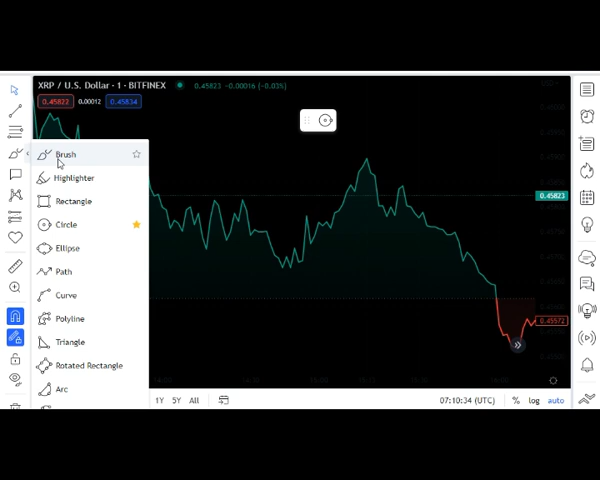 XRP / U.S. Dollar · 1 · BITFINEX 0.45823 -0.00016 (-0.03%)
0.45822 0.00012 0.45834
Brush
Highlighter
Rectangle
Circle
Ellipse
Path
Curve
Polyline
Triangle
Rotated Rectangle
Arc
0.45823
0.45572
1Y 5Y All
07:10:34 (UTC) % log auto